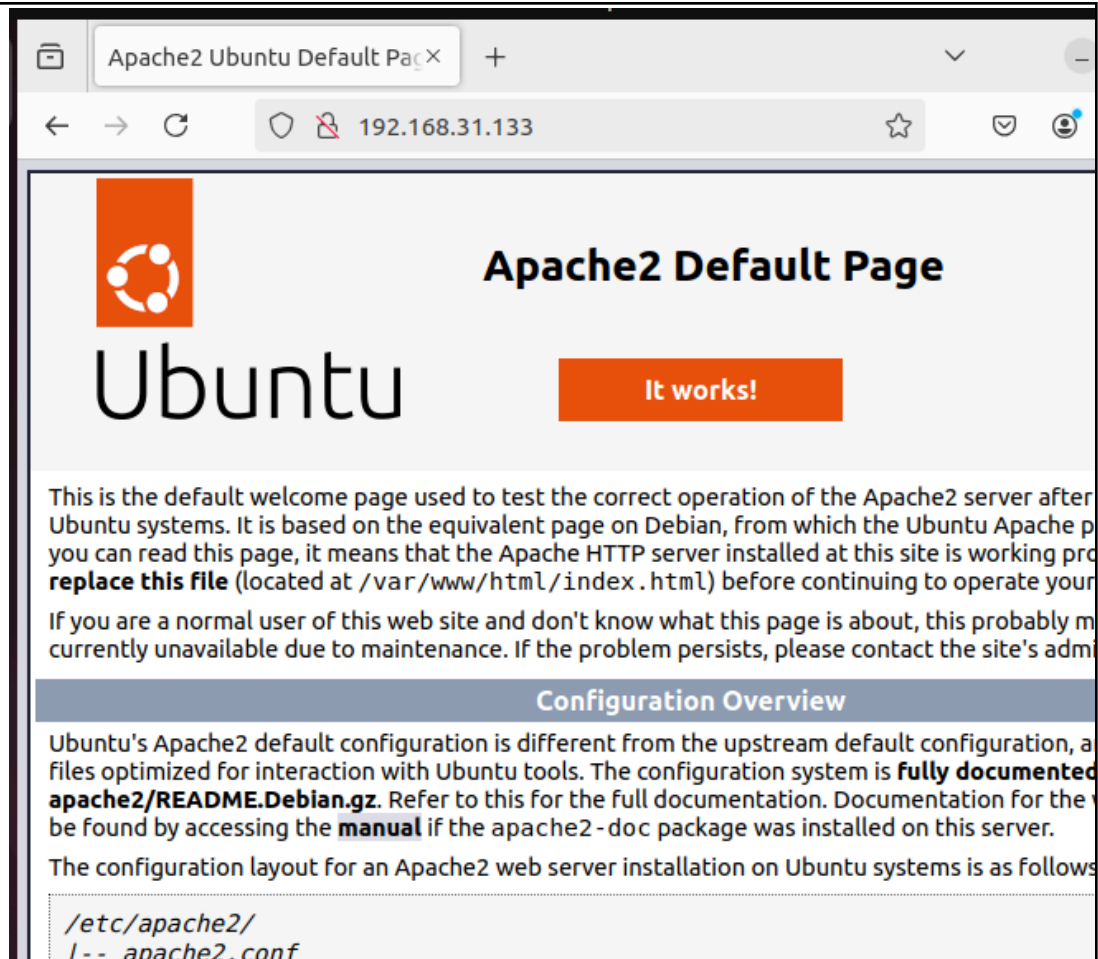 Apache2 Ubuntu Default Pag
192.168.31.133
Apache2 Default Page
Ubuntu
It works!
This is the default welcome page used to test the correct operation of the Apache2 server after
Ubuntu systems. It is based on the equivalent page on Debian, from which the Ubuntu Apache p
you can read this page, it means that the Apache HTTP server installed at this site is working pro
replace this file (located at /var/www/html/index.html) before continuing to operate your
If you are a normal user of this web site and don't know what this page is about, this probably m
currently unavailable due to maintenance. If the problem persists, please contact the site's admi
Configuration Overview
Ubuntu's Apache2 default configuration is different from the upstream default configuration, a
files optimized for interaction with Ubuntu tools. The configuration system is fully documented
apache2/README.Debian.gz. Refer to this for the full documentation. Documentation for the
be found by accessing the manual if the apache2-doc package was installed on this server.
The configuration layout for an Apache2 web server installation on Ubuntu systems is as follows
/etc/apache2/
|-- apache2.conf